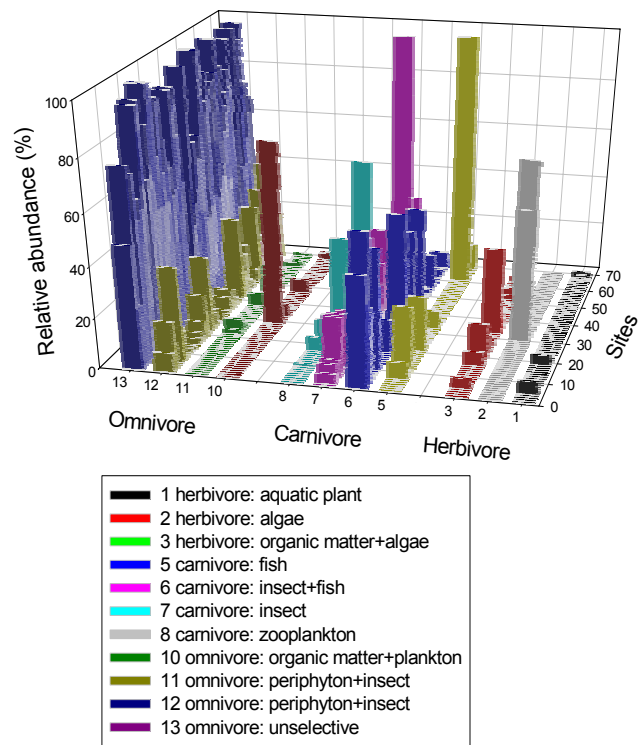 100
80
60
40
20
0
Relative abundance (%)
13
12
11
10
8
7
6
5
3
2
1
Omnivore
Carnivore
Herbivore
70
60
50
40
30
20
10
0
Sites
1 herbivore: aquatic plant
2 herbivore: algae
3 herbivore: organic matter+algae
5 carnivore: fish
6 carnivore: insect+fish
7 carnivore: insect
8 carnivore: zooplankton
10 omnivore: organic matter+plankton
11 omnivore: periphyton+insect
12 omnivore: periphyton+insect
13 omnivore: unselective